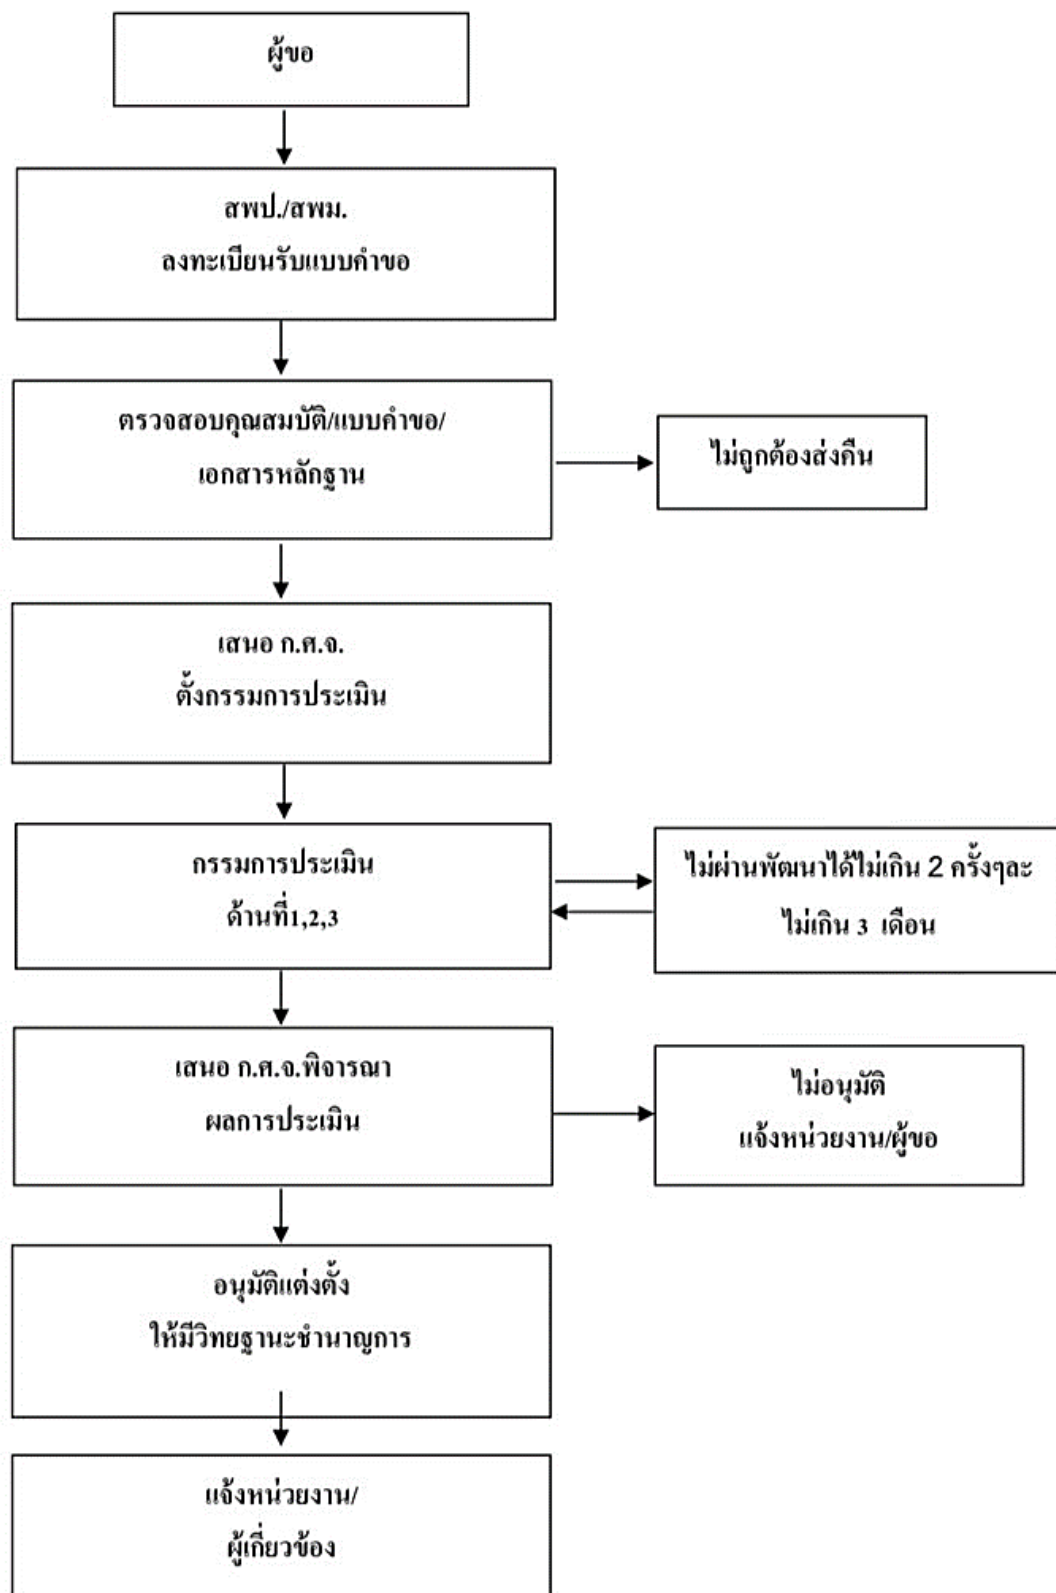 ผู้ขอ
สพป./สพม.
ลงทะเบียนรับแบบคำขอ
ตรวจสอบคุณสมบัติ/แบบคำขอ/
เอกสารหลักฐาน
ไม่ถูกต้องส่งคืน
เสนอ ก.ศ.จ.
ตั้งกรรมการประเมิน
กรรมการประเมิน
ด้านที่1,2,3
ไม่ผ่านพัฒนาได้ไม่เกิน 2 ครั้งๆละ
ไม่เกิน 3 เดือน
เสนอ ก.ศ.จ.พิจารณา
ผลการประเมิน
ไม่อนุมัติ
แจ้งหน่วยงาน/ผู้ขอ
อนุมัติแต่งตั้ง
ให้มีวิทยฐานะชำนาญการ
แจ้งหน่วยงาน/
ผู้เกี่ยวข้อง